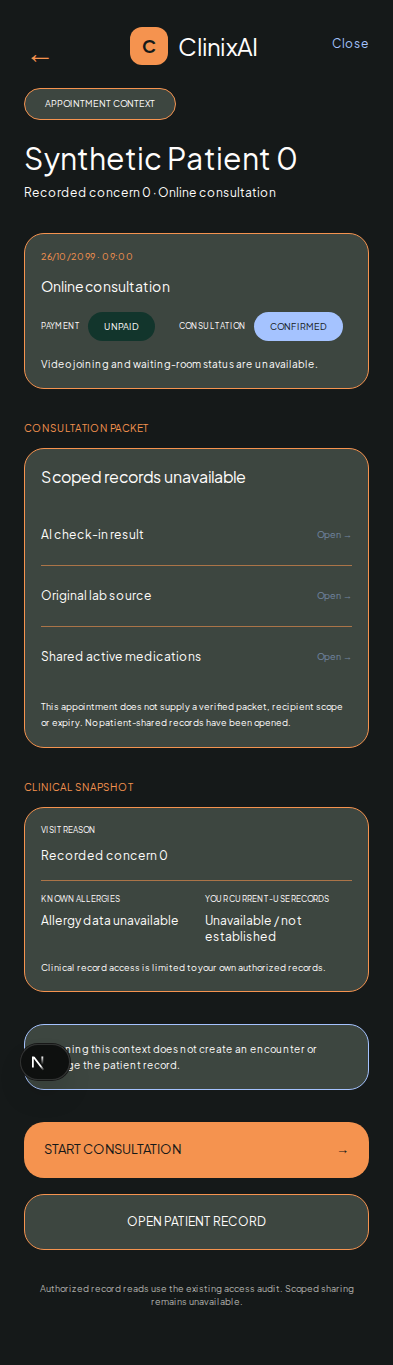 ←
C ClinixAI
Close
APPOINTMENT CONTEXT
Synthetic Patient 0
Recorded concern 0 · Online consultation
26/10/2099 · 09:00
Online consultation
PAYMENT UNPAID CONSULTATION CONFIRMED
Video joining and waiting-room status are unavailable.
CONSULTATION PACKET
Scoped records unavailable
AI check-in result Open →
Original lab source Open →
Shared active medications Open →
This appointment does not supply a verified packet, recipient scope
or expiry. No patient-shared records have been opened.
CLINICAL SNAPSHOT
VISIT REASON
Recorded concern 0
KNOWN ALLERGIES
Allergy data unavailable
YOUR CURRENT-USE RECORDS
Unavailable / not
established
Clinical record access is limited to your own authorized records.
N
this context does not create an encounter or
the patient record.
START CONSULTATION →
OPEN PATIENT RECORD
Authorized record reads use the existing access audit. Scoped sharing
remains unavailable.